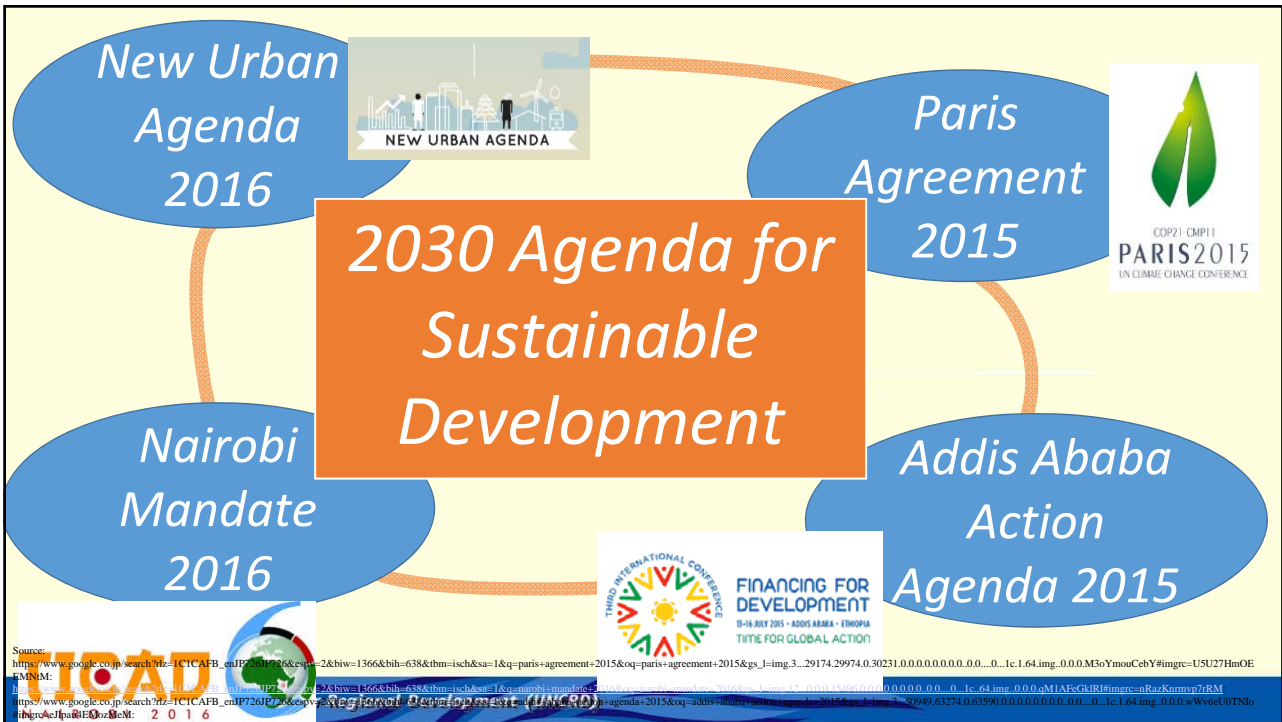 New Urban
Agenda
2016
NEW URBAN AGENDA
Paris
Agreement
2015
COP21·CMP11
PARIS2015
UN CLIMATE CHANGE CONFERENCE
2030 Agenda for
Sustainable
Development
Nairobi
Mandate
2016
Addis Ababa
Action
Agenda 2015
THIRD INTERNATIONAL CONFERENCE
FINANCING FOR
DEVELOPMENT
13-16 JULY 2015 • ADDIS ABABA • ETHIOPIA
TIME FOR GLOBAL ACTION
TICAD
2016
Regional Development (UNCRD)
Source:
https://www.google.co.jp/search?rlz=1C1CAFB_enJP726JP726&espv=2&biw=1366&bih=638&tbm=isch&sa=1&q=paris+agreement+2015&oq=paris+agreement+2015&gs_l=img.3...29174.29974.0.30231.0.0.0.0.0.0.0.0..0.0....0...1c.1.64.img..0.0.0.M3oYmouCebY#imgrc=U5U27HmOE
EMNtM: